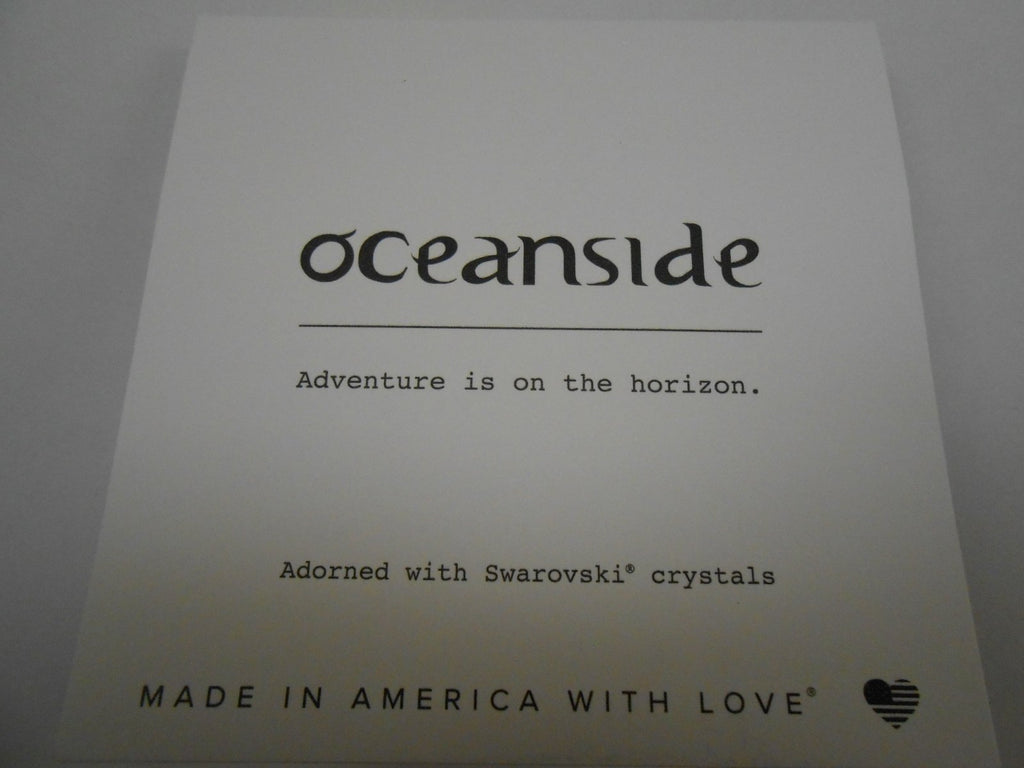 oceanside
Adventure is on the horizon.
Adorned with Swarovski® crystals
MADE IN AMERICA WITH LOVE®